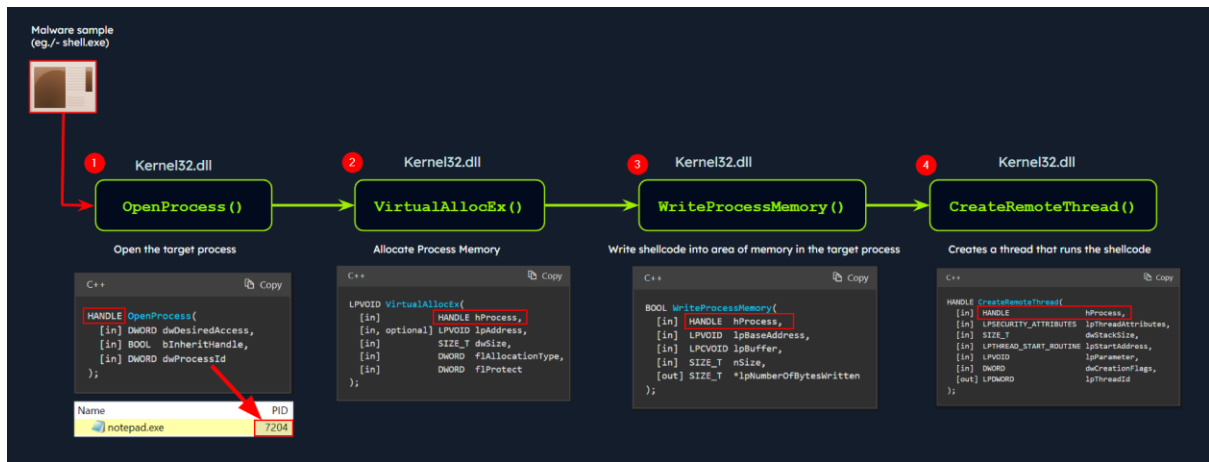 Malware sample
(eg./- shell.exe)
1
Kernel32.dll
OpenProcess()
Open the target process
C++
Copy
HANDLE OpenProcess(
[in] DWORD dwDesiredAccess,
[in] BOOL bInheritHandle,
[in] DWORD dwProcessId
);
Name PID
notepad.exe 7204
2
Kernel32.dll
VirtualAllocEx()
Allocate Process Memory
C++
Copy
LPVOID VirtualAllocEx(
[in] HANDLE hProcess,
[in, optional] LPVOID lpAddress,
[in] SIZE_T dwSize,
[in] DWORD flAllocationType,
[in] DWORD flProtect
);
3
Kernel32.dll
WriteProcessMemory()
Write shellcode into area of memory in the target process
C++
Copy
BOOL WriteProcessMemory(
[in] HANDLE hProcess,
[in] LPVOID lpBaseAddress,
[in] LPCVOID lpBuffer,
[in] SIZE_T nSize,
[out] SIZE_T *lpNumberOfBytesWritten
);
4
Kernel32.dll
CreateRemoteThread()
Creates a thread that runs the shellcode
C++
Copy
HANDLE CreateRemoteThread(
[in] HANDLE hProcess,
[in] LPSECURITY_ATTRIBUTES lpThreadAttributes,
[in] SIZE_T dwStackSize,
[in] LPTHREAD_START_ROUTINE lpStartAddress,
[in] LPVOID lpParameter,
[in] DWORD dwCreationFlags,
[out] LPDWORD lpThreadId
);